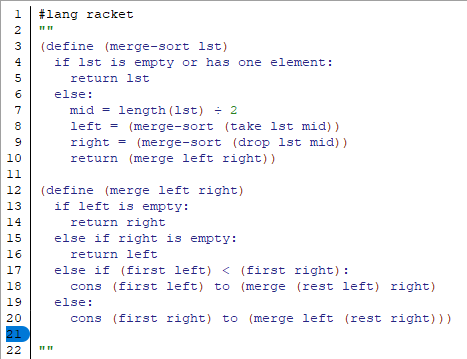 1 #lang racket
2 ""
3 (define (merge-sort lst)
4   if lst is empty or has one element:
5     return lst
6   else:
7     mid = length(lst) ÷ 2
8     left = (merge-sort (take lst mid))
9     right = (merge-sort (drop lst mid))
10     return (merge left right))
11
12 (define (merge left right)
13   if left is empty:
14     return right
15   else if right is empty:
16     return left
17   else if (first left) < (first right):
18     cons (first left) to (merge (rest left) right)
19   else:
20     cons (first right) to (merge left (rest right)))
21
22 ""